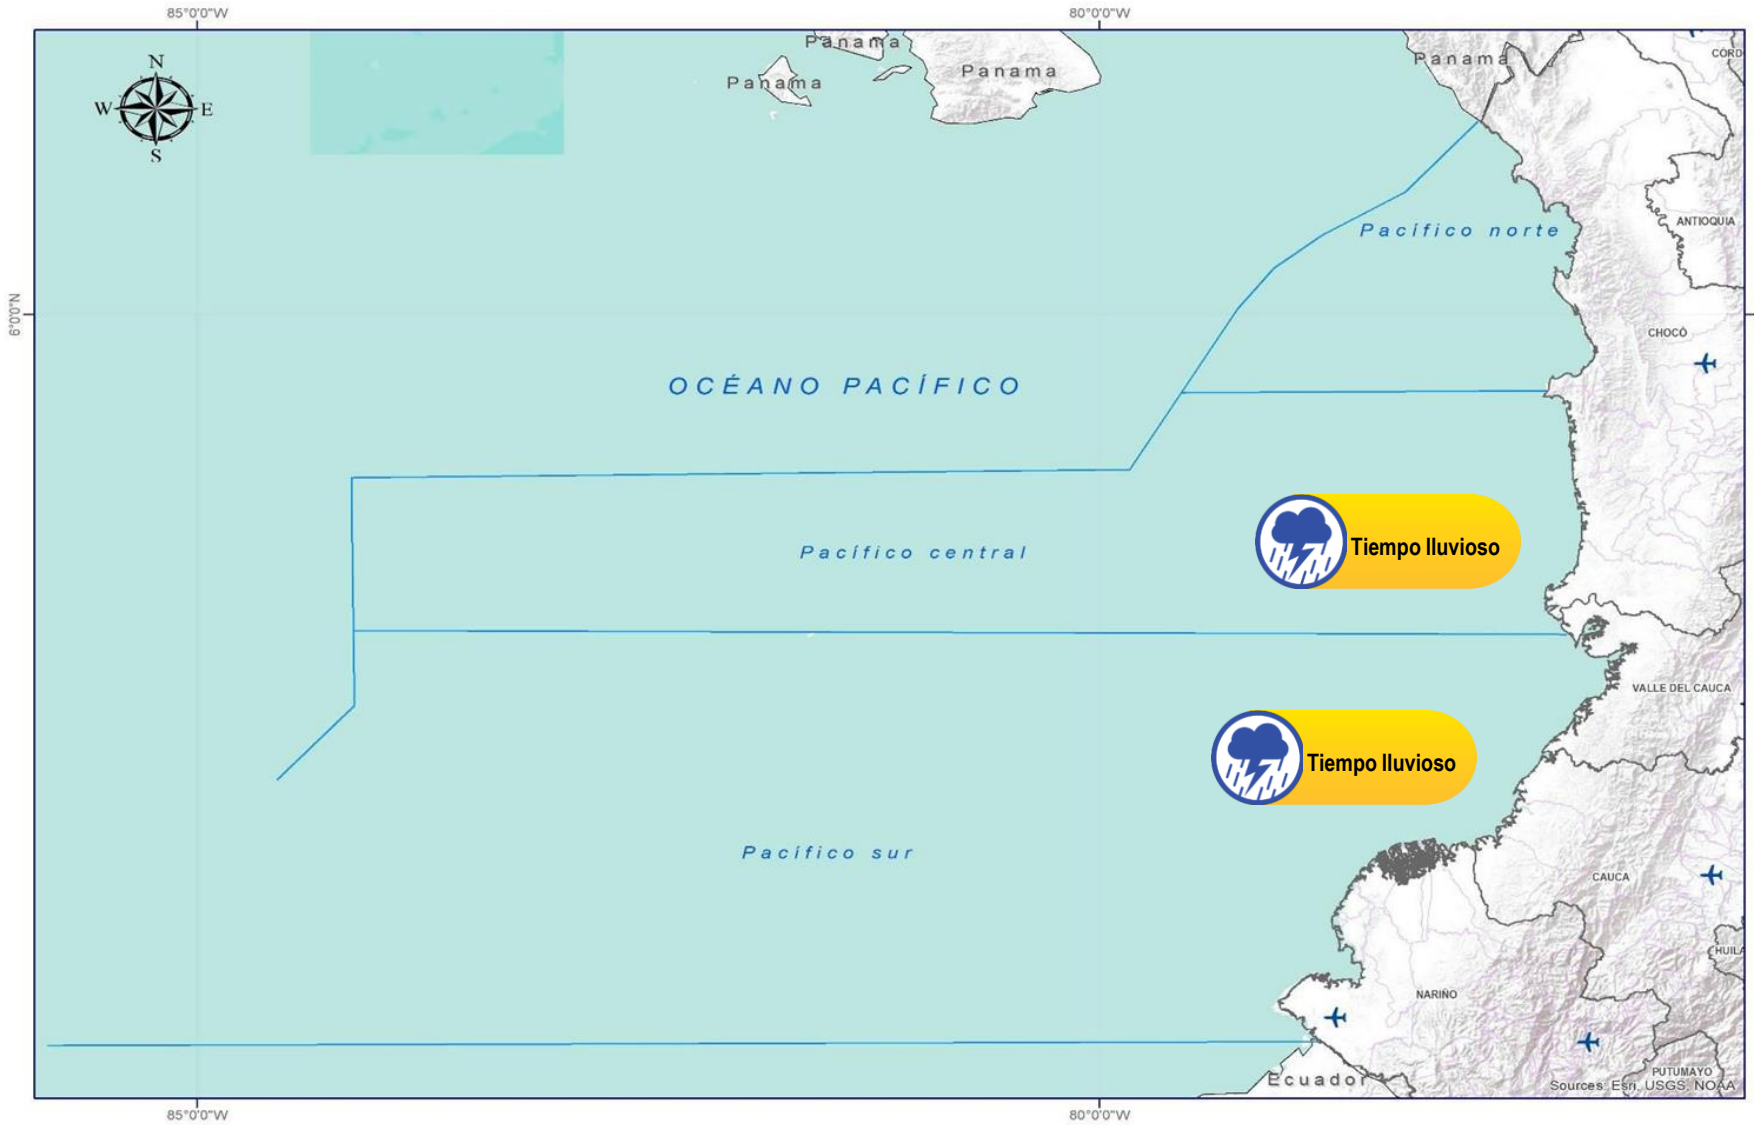 85°0'0"W
80°0'0"W
Panama
Panama
Panama
Panama
CÓRD
N
W
E
S
ANTIOQUIA
Pacífico norte
6°0'0"N
CHOCÓ
OCÉANO PACÍFICO
Tiempo lluvioso
Pacífico central
VALLE DEL CAUCA
Tiempo lluvioso
Pacífico sur
CAUCA
HUILA
NARIÑO
PUTUMAYO
Ecuador
Sources: Esri, USGS, NOAA
85°0'0"W
80°0'0"W